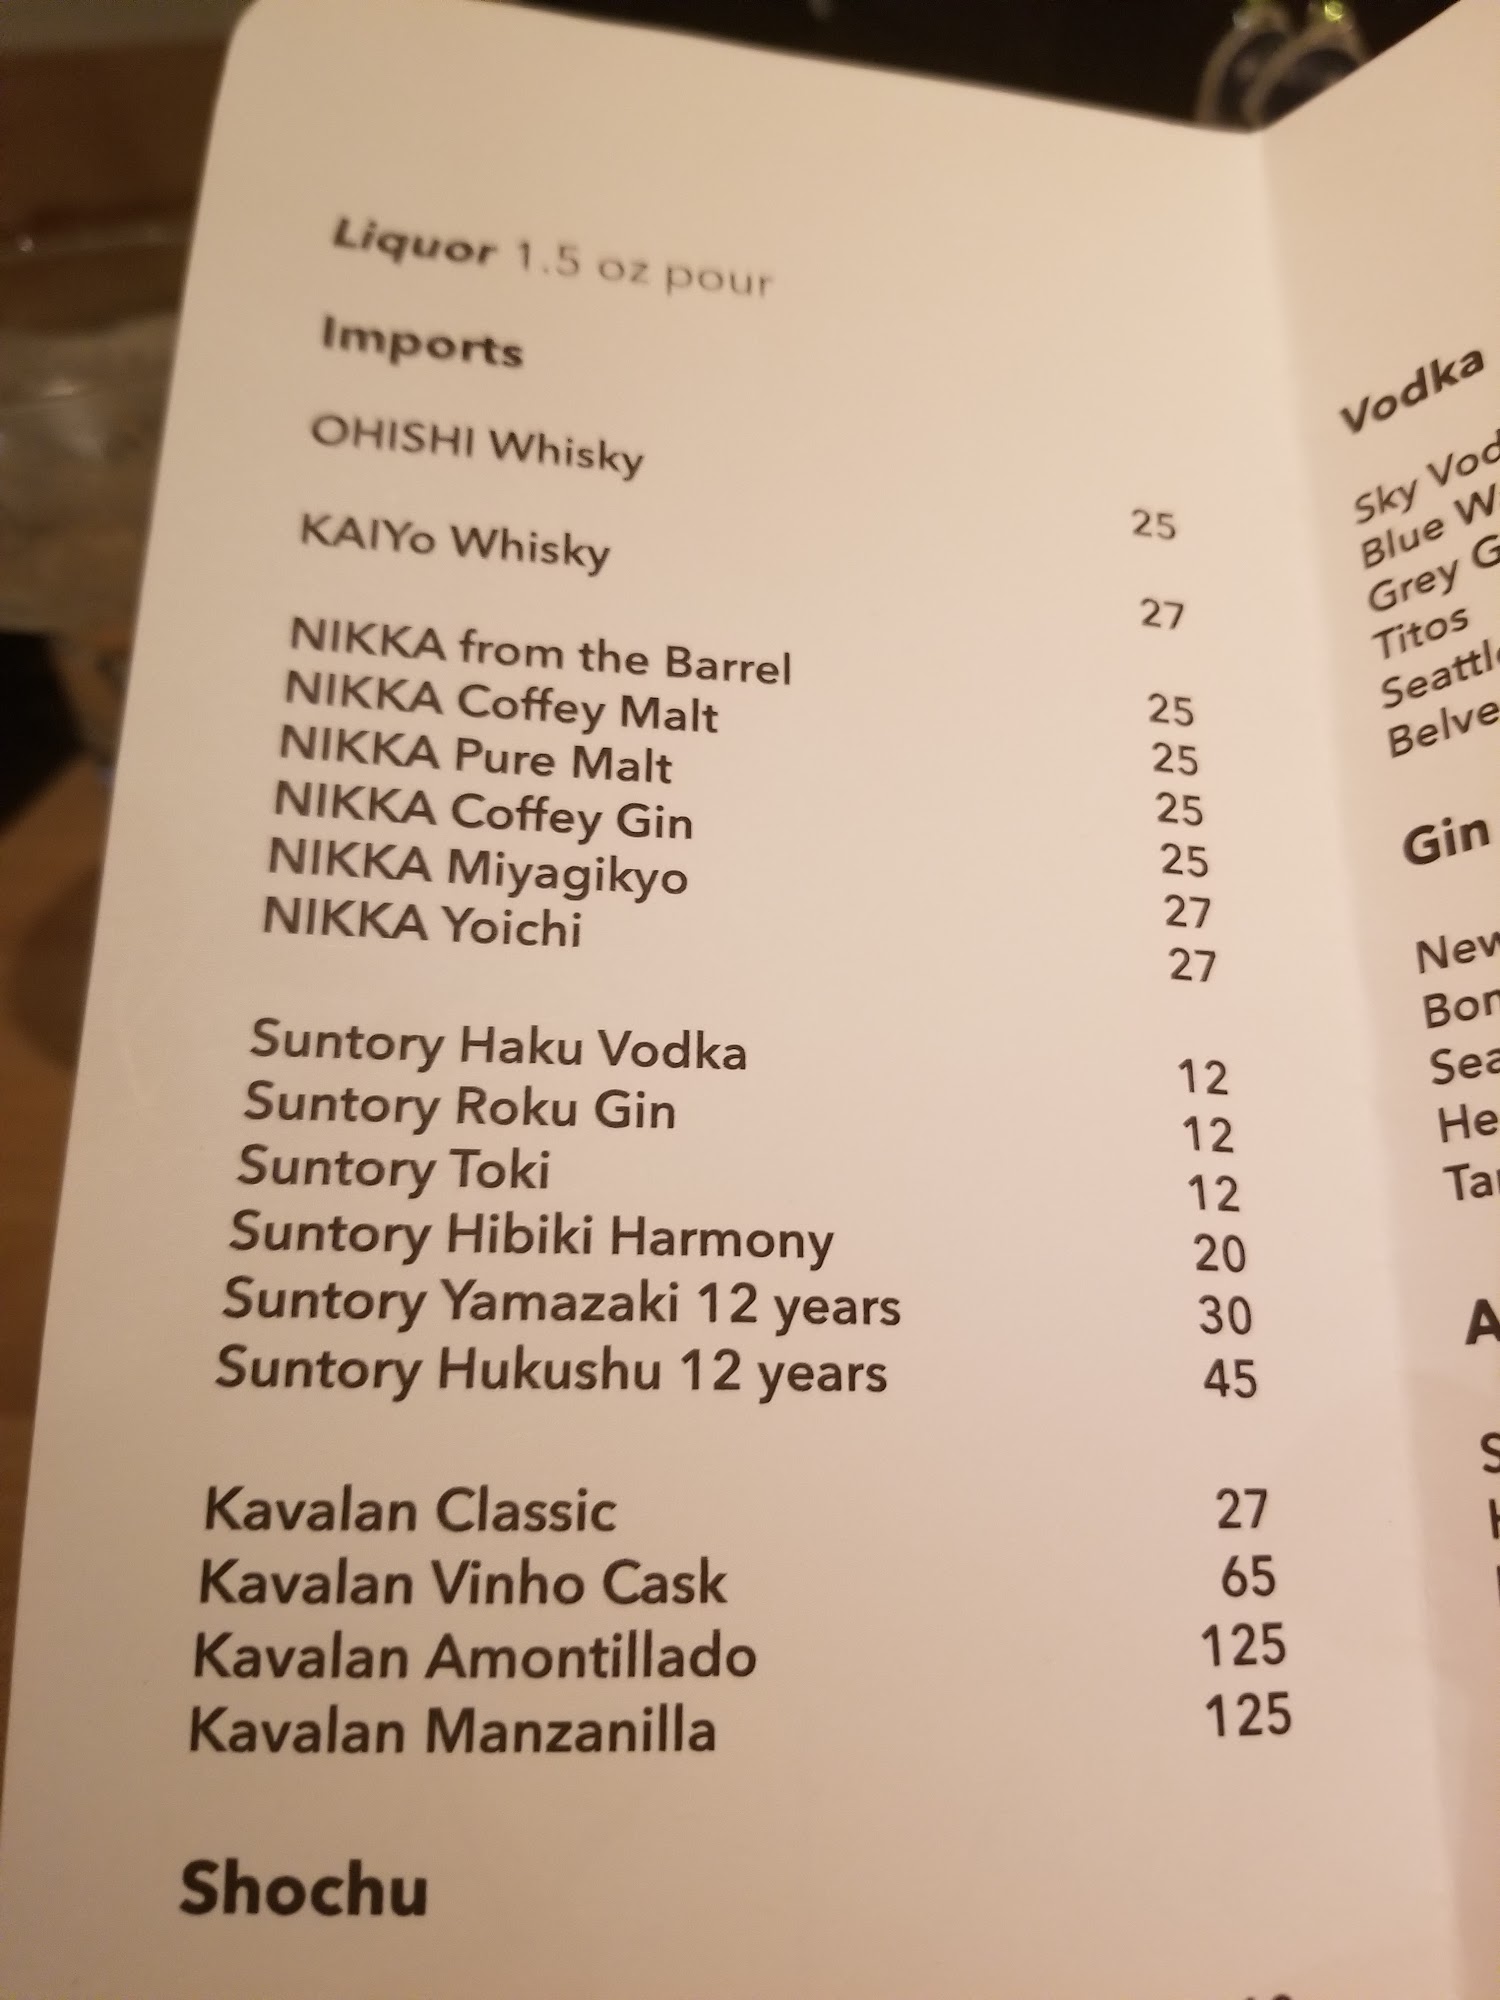 Liquor 1.5 oz pour
Imports
OHISHI Whisky 25
KAIYo Whisky 27
NIKKA from the Barrel 25
NIKKA Coffey Malt 25
NIKKA Pure Malt 25
NIKKA Coffey Gin 25
NIKKA Miyagikyo 27
NIKKA Yoichi 27
Suntory Haku Vodka 12
Suntory Roku Gin 12
Suntory Toki 12
Suntory Hibiki Harmony 20
Suntory Yamazaki 12 years 30
Suntory Hukushu 12 years 45
Kavalan Classic 27
Kavalan Vinho Cask 65
Kavalan Amontillado 125
Kavalan Manzanilla 125
Shochu
Vodka
Sky
Blue
Grey
Titos
Gin